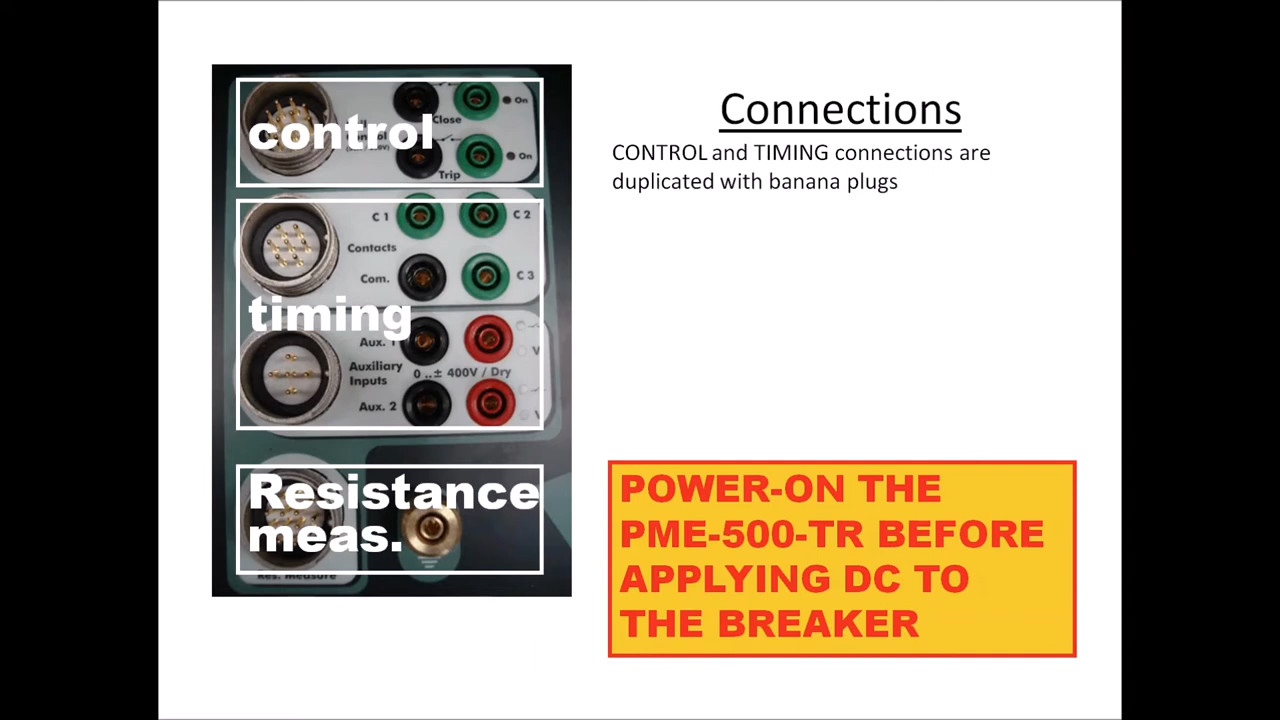 Connections
CONTROL and TIMING connections are
duplicated with banana plugs
control
On
Close
On
Trip
C 1
C 2
Contacts
Com.
C 3
timing
Aux. 1
Auxiliary
Inputs
0 ..± 400V / Dry
Aux. 2
V
V
Resistance
meas.
Res. Measure
POWER-ON THE
PME-500-TR BEFORE
APPLYING DC TO
THE BREAKER